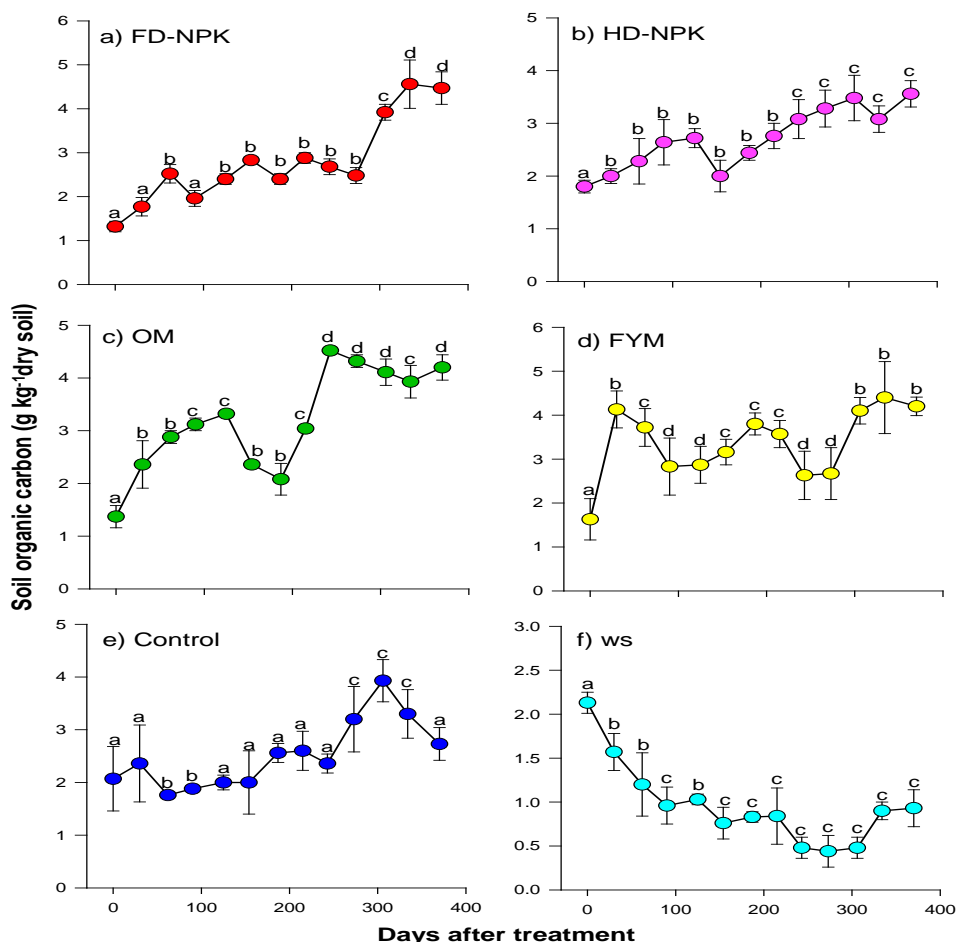 Soil organic carbon (g kg⁻¹dry soil)
a) FD-NPK
6
5
4
3
2
1
0
a
a
b
a
b
b
b
b
b
b
c
d
d
b) HD-NPK
5
4
3
2
1
0
a
b
b
b
b
b
b
b
c
c
c
c
c
c) OM
5
4
3
2
1
0
a
b
b
c
c
b
b
c
d
d
d
c
d
d) FYM
6
5
4
3
2
1
0
a
b
c
d
d
c
c
c
d
d
b
b
b
e) Control
5
4
3
2
1
0
a
a
b
b
a
a
a
a
a
c
c
c
a
0 100 200 300 400
f) ws
3.0
2.5
2.0
1.5
1.0
0.5
0.0
a
b
b
c
b
c
c
c
c
c
c
c
c
0 100 200 300 400
Days after treatment